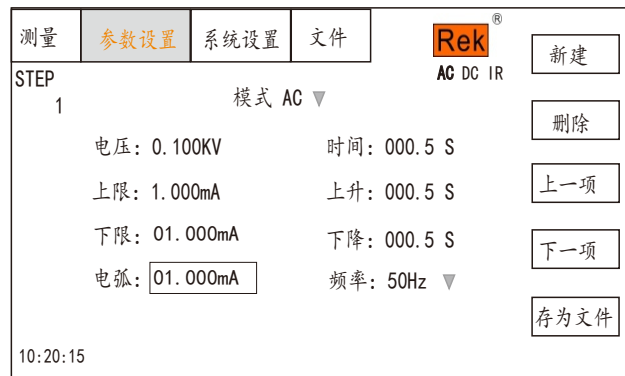 测量 参数设置 系统设置 文件 Rek ®
AC DC IR
新建
STEP
1
模式 AC ▼
删除
电压: 0.100KV 时间: 000.5 S
上限: 1.000mA 上升: 000.5 S
上一项
下限: 01.000mA 下降: 000.5 S
下一项
电弧: 01.000mA 频率: 50Hz ▼
存为文件
10:20:15